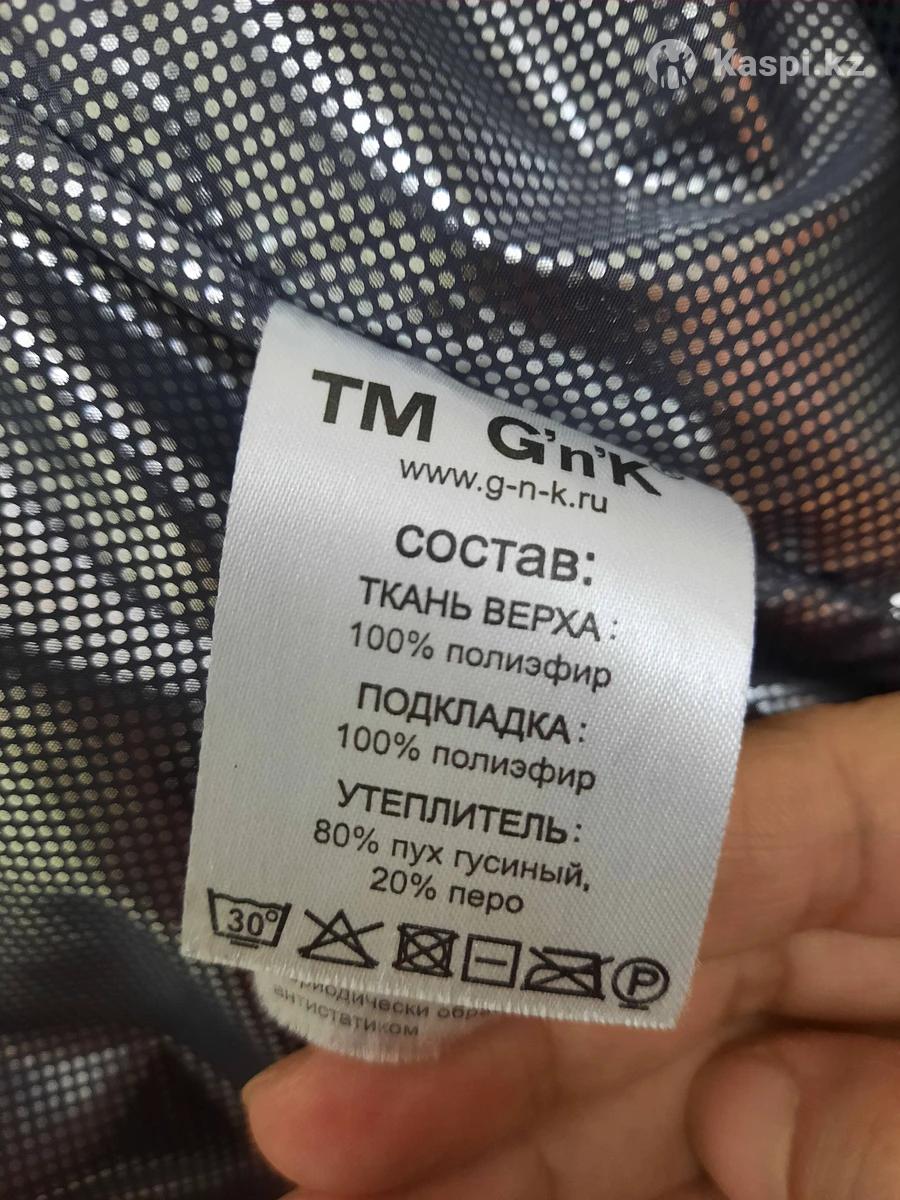 Kaspi.kz
ТМ G'n'K
www.g-n-k.ru
состав:
ТКАНЬ ВЕРХА:
100% полиэфир
ПОДКЛАДКА:
100% полиэфир
УТЕПЛИТЕЛЬ:
80% пух гусиный,
20% перо
30° P
антистатиком